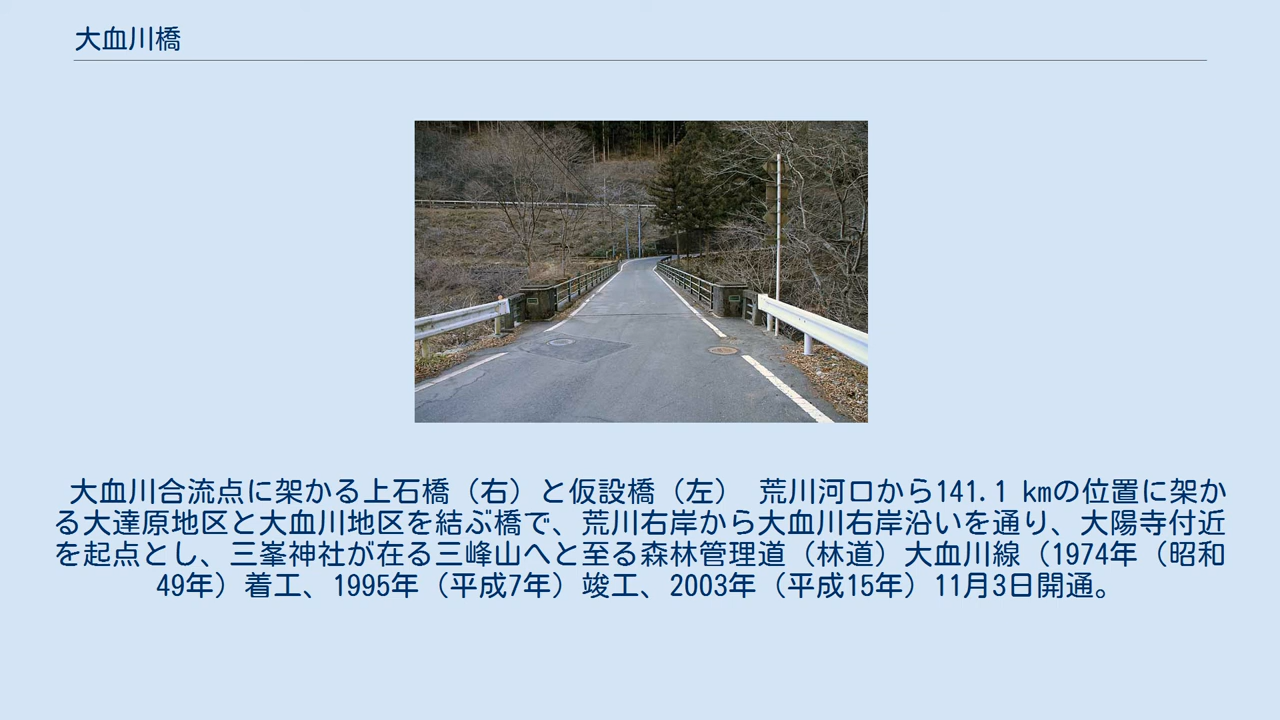 大血川橋
大血川合流点に架かる上石橋（右）と仮設橋（左） 荒川河口から141.1 kmの位置に架か
る大達原地区と大血川地区を結ぶ橋で、荒川右岸から大血川右岸沿いを通り、大陽寺付近
を起点とし、三峯神社が在る三峰山へと至る森林管理道（林道）大血川線（1974年（昭和
49年）着工、1995年（平成7年）竣工、2003年（平成15年）11月3日開通。